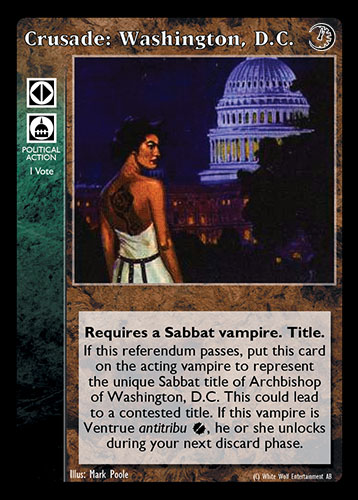 Crusade: Washington, D.C.
POLITICAL
ACTION
1 Vote
Requires a Sabbat vampire. Title.
If this referendum passes, put this card
on the acting vampire to represent
the unique Sabbat title of Archbishop
of Washington, D.C. This could lead
to a contested title. If this vampire is
Ventrue antitribu , he or she unlocks
during your next discard phase.
Illus: Mark Poole
(C) White Wolf Entertainment AB